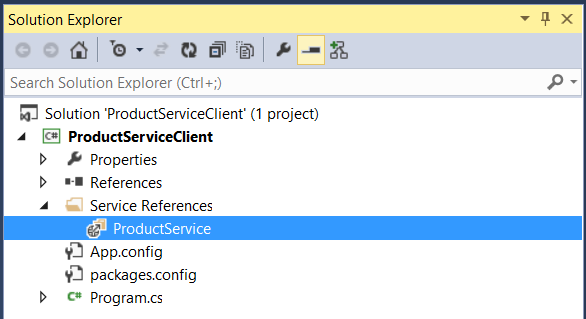 Solution Explorer
Search Solution Explorer (Ctrl+;)
Solution 'ProductServiceClient' (1 project)
C# ProductServiceClient
Properties
References
Service References
ProductService
App.config
packages.config
C# Program.cs